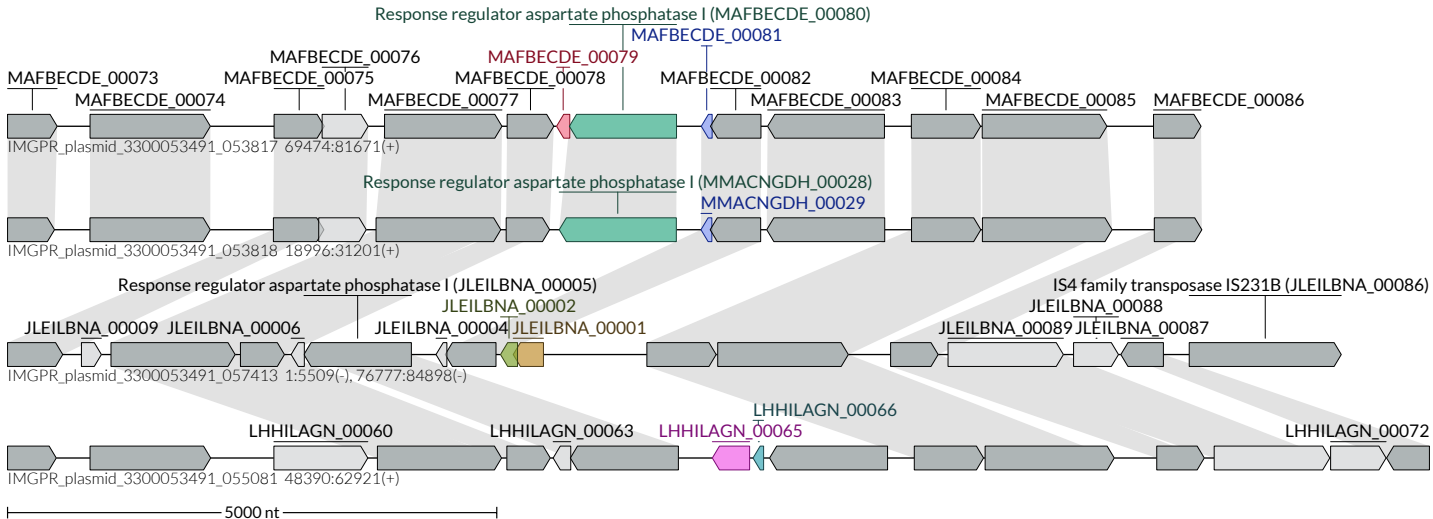 Response regulator aspartate phosphatase I (MAFBECDE_00080)
MAFBECDE_00081
MAFBECDE_00076 MAFBECDE_00079
MAFBECDE_00073 MAFBECDE_00075 MAFBECDE_00078 MAFBECDE_00082 MAFBECDE_00084
MAFBECDE_00074 MAFBECDE_00077 MAFBECDE_00083 MAFBECDE_00085 MAFBECDE_00086
IMGPR_plasmid_3300053491_053817 69474:81671(+)
Response regulator aspartate phosphatase I (MMACNGDH_00028)
MMACNGDH_00029
IMGPR_plasmid_3300053491_053818 18996:31201(+)
Response regulator aspartate phosphatase I (JLEILBNA_00005) IS4 family transposase IS231B (JLEILBNA_00086)
JLEILBNA_00002 JLEILBNA_00088
JLEILBNA_00009 JLEILBNA_00006 JLEILBNA_00004 JLEILBNA_00001 JLEILBNA_00089 JLEILBNA_00087
IMGPR_plasmid_3300053491_057413 1:5509(-), 76777:84898(-)
LHHILAGN_00066
LHHILAGN_00060 LHHILAGN_00063 LHHILAGN_00065 LHHILAGN_00072
IMGPR_plasmid_3300053491_055081 48390:62921(+)
5000 nt